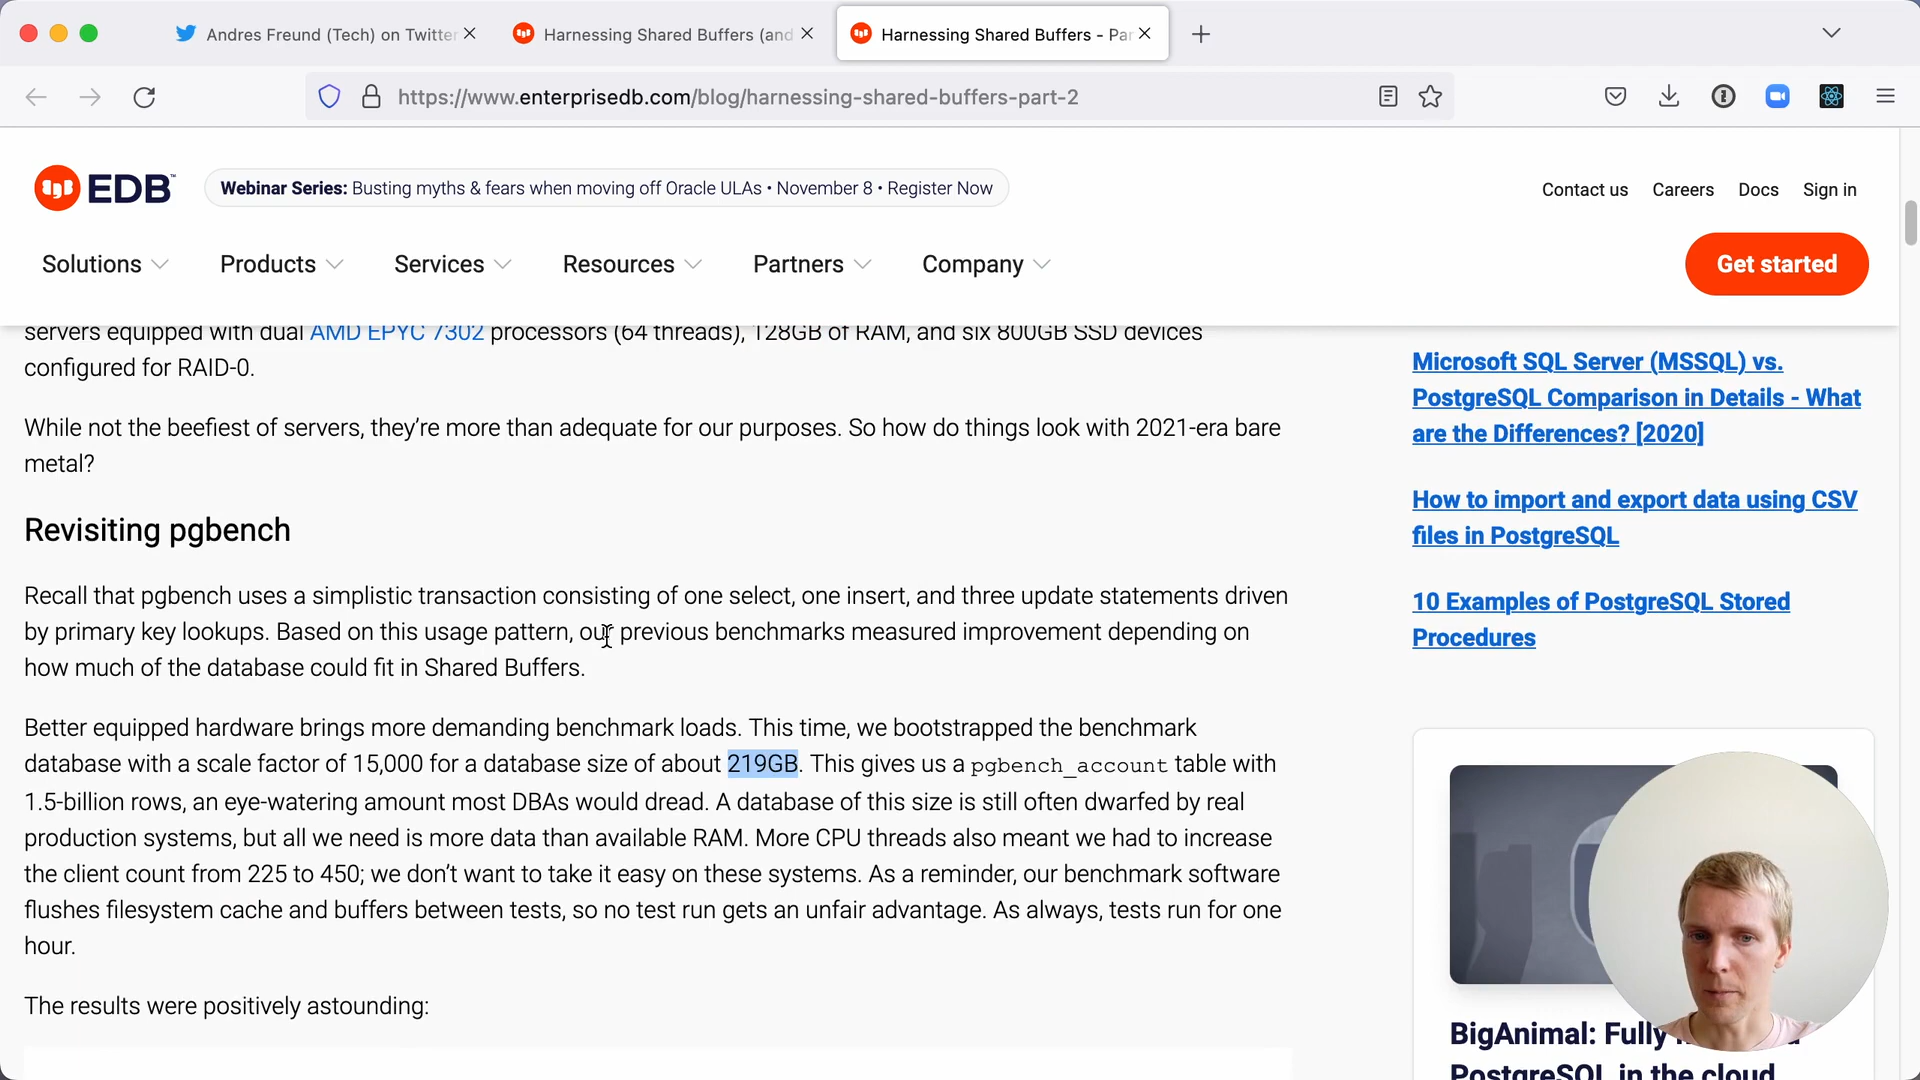 Andres Freund (Tech) on Twitter
Harnessing Shared Buffers (and
Harnessing Shared Buffers - Par
https://www.enterprisedb.com/blog/harnessing-shared-buffers-part-2
EDB
Webinar Series: Busting myths & fears when moving off Oracle ULAs • November 8 • Register Now
Contact us Careers Docs Sign in
Solutions Products Services Resources Partners Company
Get started
servers equipped with dual AMD EPYC 7302 processors (64 threads), 128GB of RAM, and six 800GB SSD devices
configured for RAID-0.
While not the beefiest of servers, they’re more than adequate for our purposes. So how do things look with 2021-era bare
metal?
Revisiting pgbench
Recall that pgbench uses a simplistic transaction consisting of one select, one insert, and three update statements driven
by primary key lookups. Based on this usage pattern, our previous benchmarks measured improvement depending on
how much of the database could fit in Shared Buffers.
Better equipped hardware brings more demanding benchmark loads. This time, we bootstrapped the benchmark
database with a scale factor of 15,000 for a database size of about 219GB. This gives us a pgbench_account table with
1.5-billion rows, an eye-watering amount most DBAs would dread. A database of this size is still often dwarfed by real
production systems, but all we need is more data than available RAM. More CPU threads also meant we had to increase
the client count from 225 to 450; we don’t want to take it easy on these systems. As a reminder, our benchmark software
flushes filesystem cache and buffers between tests, so no test run gets an unfair advantage. As always, tests run for one
hour.
The results were positively astounding:
Microsoft SQL Server (MSSQL) vs.
PostgreSQL Comparison in Details - What
are the Differences? [2020]
How to import and export data using CSV
files in PostgreSQL
10 Examples of PostgreSQL Stored
Procedures
BigAnimal: Fully
PostgreSQL in the cloud